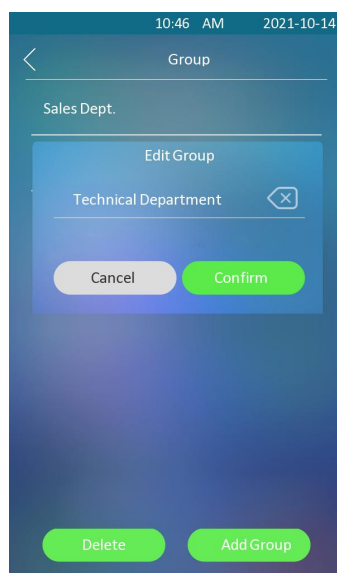 10:46 AM 2021-10-14
Group
Sales Dept.
Edit Group
Technical Department
Cancel Confirm
Delete Add Group